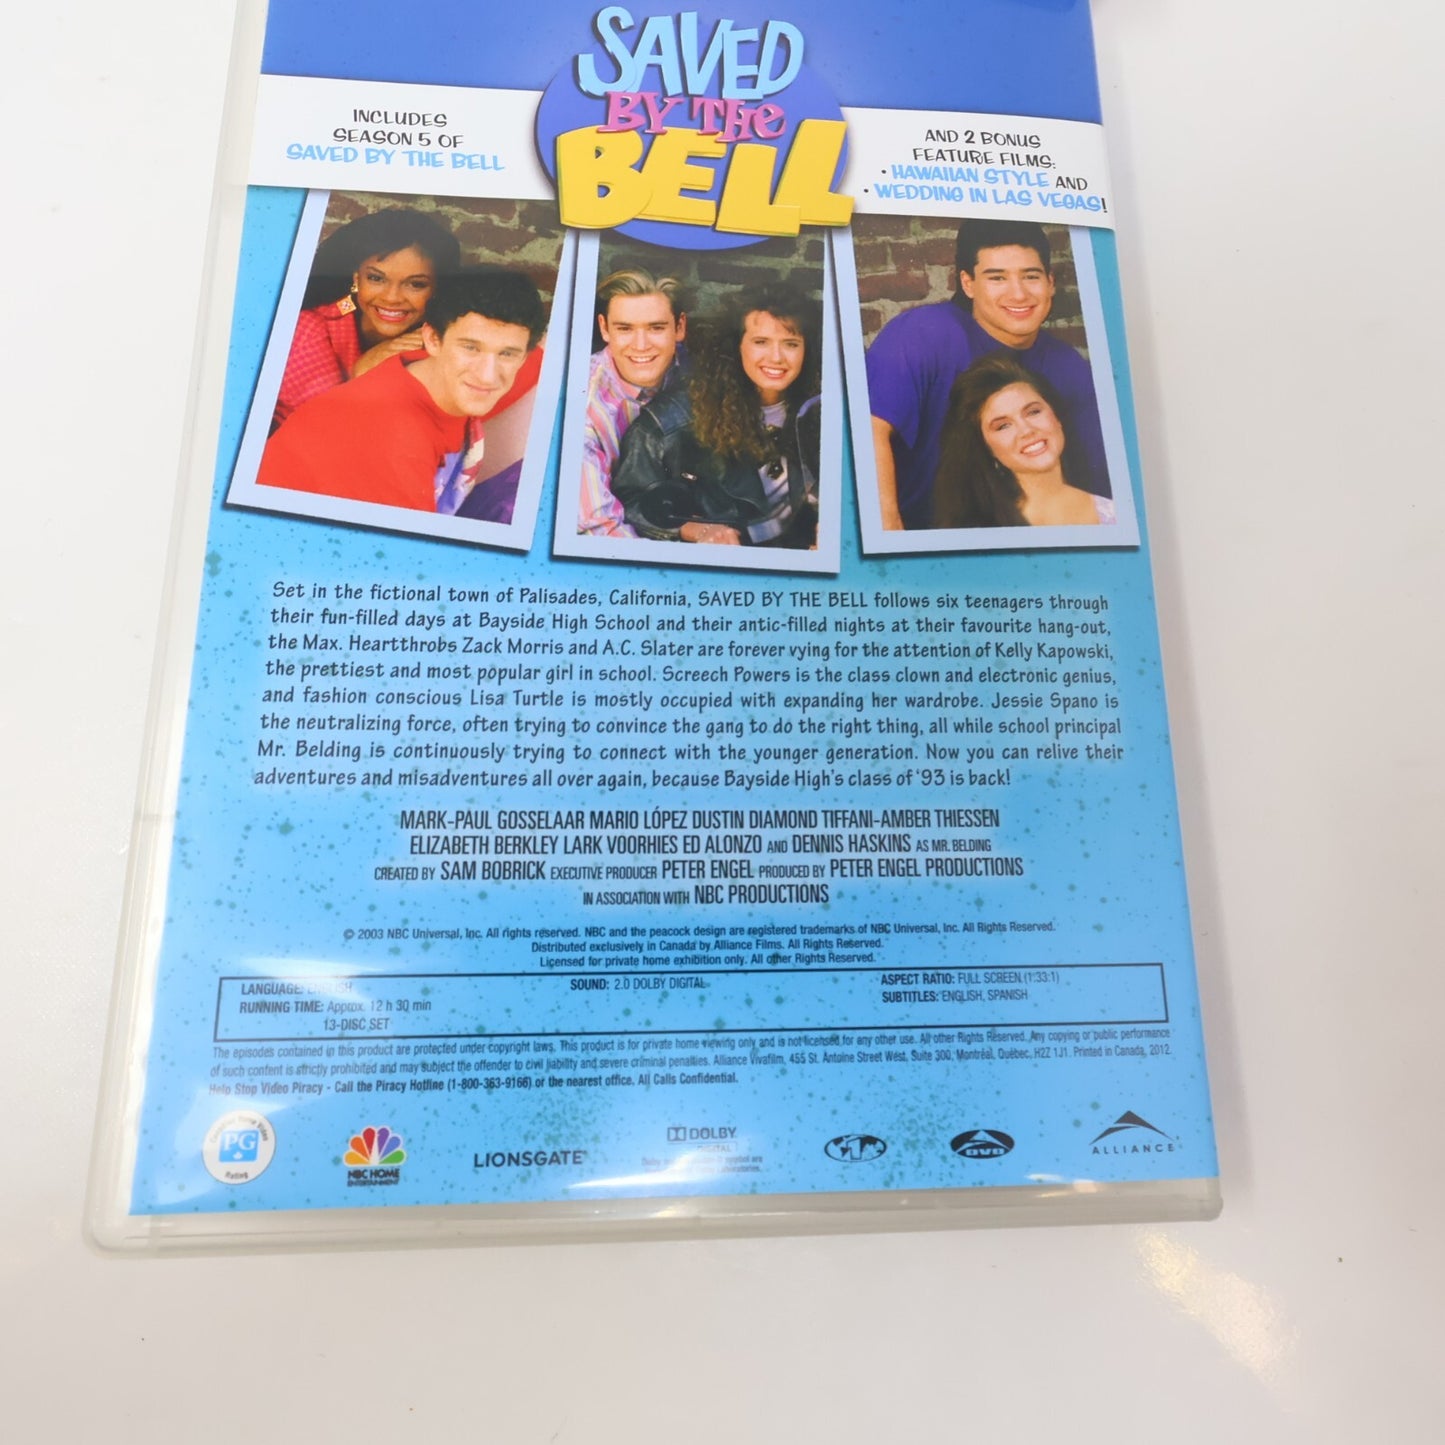 SAVED
BY THE
BELL
INCLUDES
SEASON 5 OF
SAVED BY THE BELL
AND 2 BONUS
FEATURE FILMS:
• HAWAIIAN STYLE AND
• WEDDING IN LAS VEGAS!
Set in the fictional town of Palisades, California, SAVED BY THE BELL follows six teenagers through
their fun-filled days at Bayside High School and their antic-filled nights at their favourite hang-out,
the Max. Heartthrobs Zack Morris and A.C. Slater are forever vying for the attention of Kelly Kapowski,
the prettiest and most popular girl in school. Screech Powers is the class clown and electronic genius,
and fashion conscious Lisa Turtle is mostly occupied with expanding her wardrobe. Jessie Spano is
the neutralizing force, often trying to convince the gang to do the right thing, all while school principal
Mr. Belding is continuously trying to connect with the younger generation. Now you can relive their
adventures and misadventures all over again, because Bayside High's class of '93 is back!
MARK-PAUL GOSSELAAR MARIO LÓPEZ DUSTIN DIAMOND TIFFANI-AMBER THIESSEN
ELIZABETH BERKLEY LARK VOORHIES ED ALONZO AND DENNIS HASKINS AS MR. BELDING
CREATED BY SAM BOBRICK EXECUTIVE PRODUCER PETER ENGEL PRODUCED BY PETER ENGEL PRODUCTIONS
IN ASSOCIATION WITH NBC PRODUCTIONS
© 2003 NBC Universal, Inc. All rights reserved. NBC and the peacock design are registered trademarks of NBC Universal, Inc. All Rights Reserved.
Distributed exclusively in Canada by Alliance Films. All Rights Reserved.
Licensed for private home exhibition only. All other Rights Reserved.
LANGUAGE: ENGLISH
RUNNING TIME: Approx. 12 h 30 min
13-DISC SET
SOUND: 2.0 DOLBY DIGITAL
ASPECT RATIO: FULL SCREEN (1:33:1)
SUBTITLES: ENGLISH, SPANISH
The episodes contained in this product are protected under copyright laws. This product is for private home viewing only and is not licensed for any other use. All other Rights Reserved. Any copying or public performance
of such content is strictly prohibited and may subject the offender to civil liability and severe criminal penalties. Alliance Vivafilm, 455 St. Antoine Street West, Suite 300, Montréal, Québec, H2Z 1J1. Printed in Canada, 2012.
Help Stop Video Piracy - Call the Piracy Hotline (1-800-363-9166) or the nearest office. All Calls Confidential.
Canadian Home Video
PG
Rating
NBC HOME
ENTERTAINMENT
LIONSGATE
DOLBY
DIGITAL
1
DVD
ALLIANCE